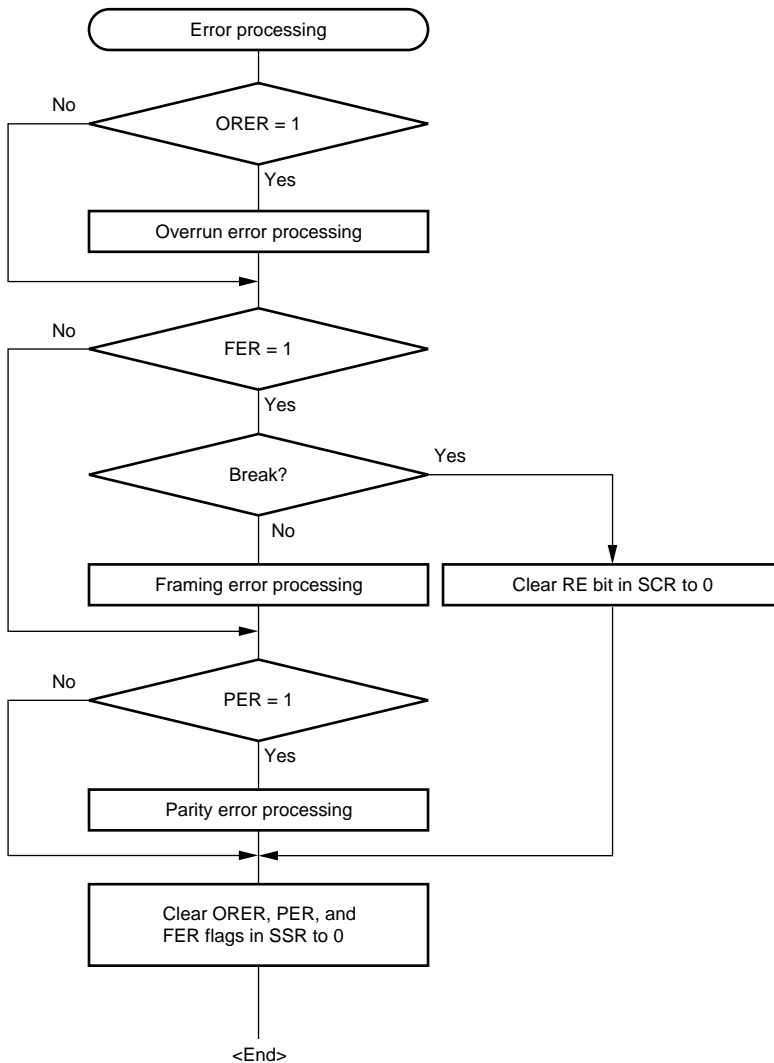 Error processing
No
ORER = 1
Yes
Overrun error processing
No
FER = 1
Yes
Break?
Yes
No
Framing error processing
Clear RE bit in SCR to 0
No
PER = 1
Yes
Parity error processing
Clear ORER, PER, and
FER flags in SSR to 0
<End>